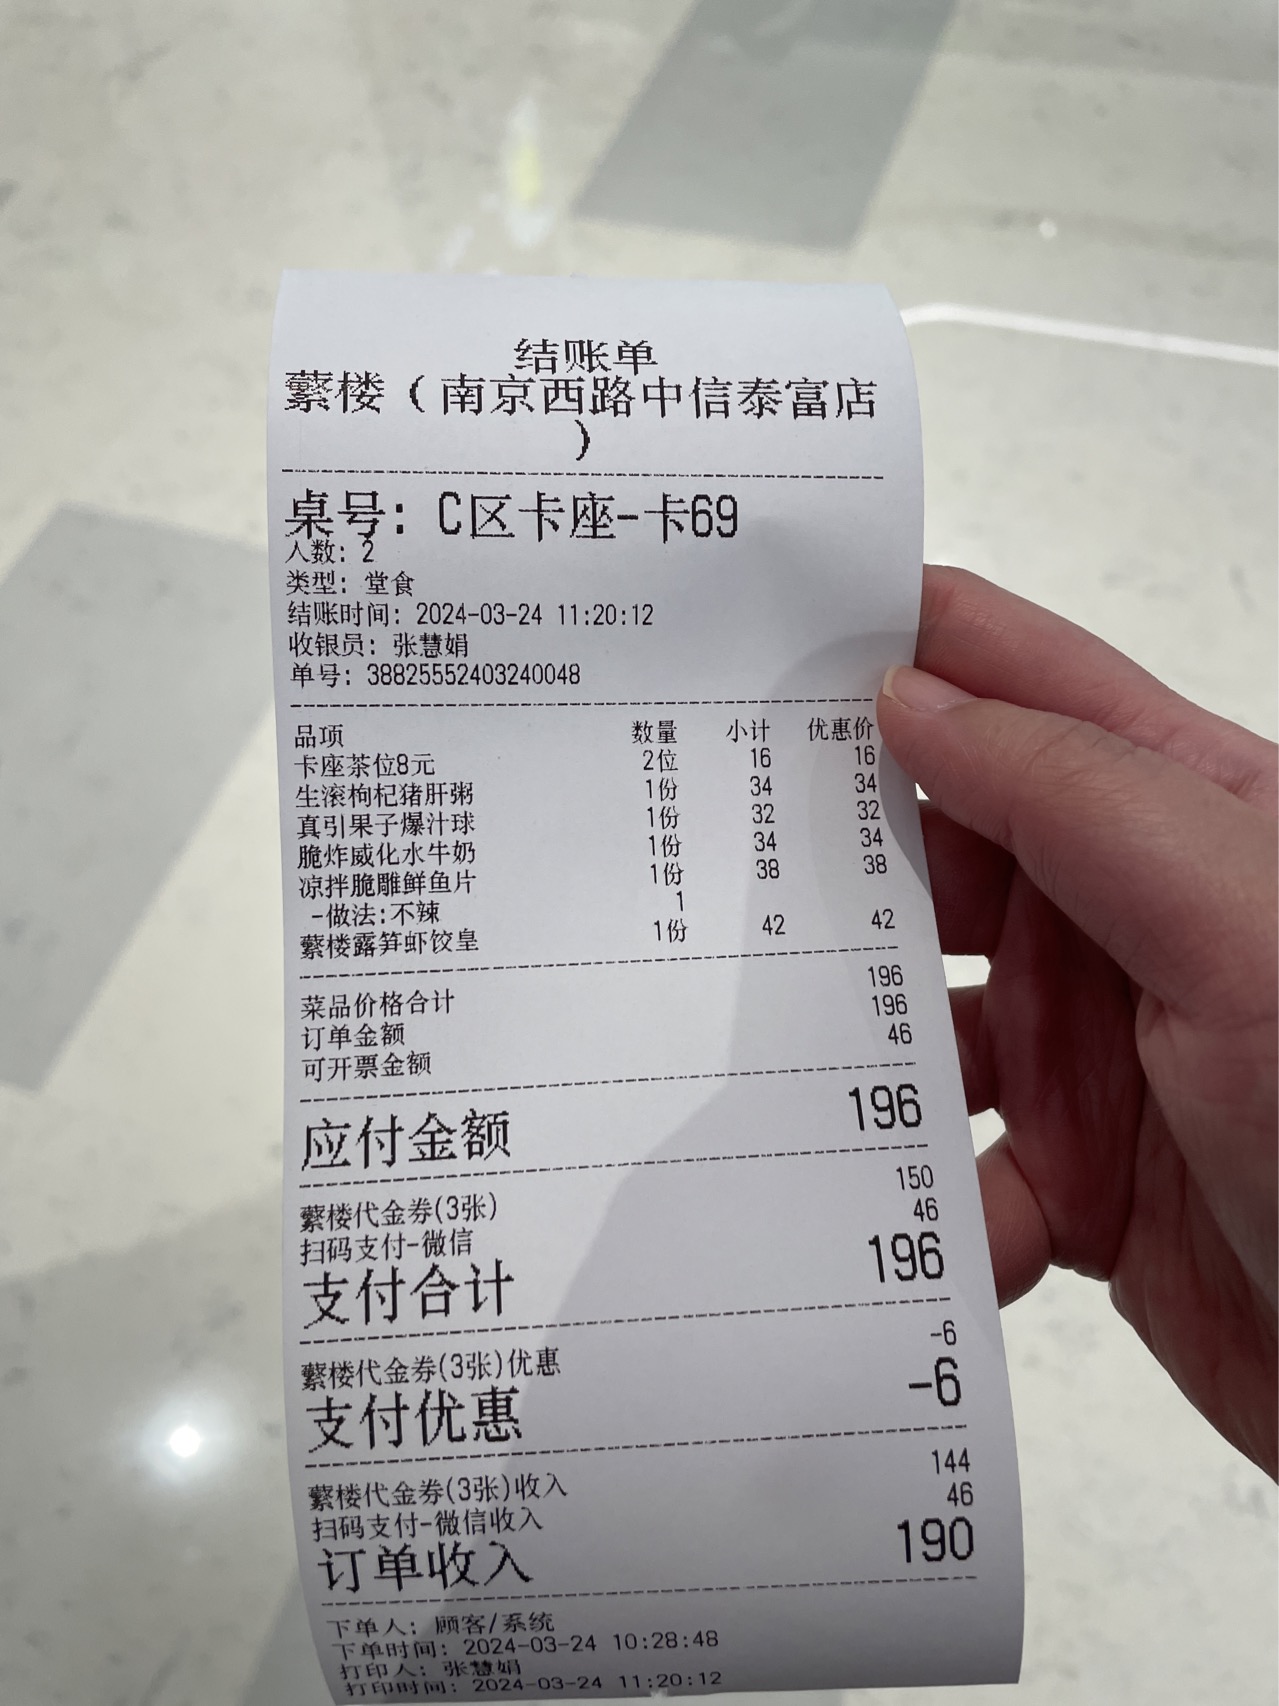 结账单
蘩楼（南京西路中信泰富店
）
桌号：C区卡座-卡69
人数：2
类型：堂食
结账时间：2024-03-24 11:20:12
收银员：张慧娟
单号：38825552403240048
品项 数量 小计 优惠价
卡座茶位8元 2位 16 16
生滚枸杞猪肝粥 1份 34 34
真引果子爆汁球 1份 32 32
脆炸威化水牛奶 1份 34 34
凉拌脆雕鲜鱼片 1份 38 38
-做法:不辣 1
蘩楼露笋虾饺皇 1份 42 42
菜品价格合计 196
订单金额 196
可开票金额 46
应付金额 196
蘩楼代金券(3张) 150
扫码支付-微信 46
支付合计 196
蘩楼代金券(3张)优惠 -6
支付优惠 -6
蘩楼代金券(3张)收入 144
扫码支付-微信收入 46
订单收入 190
下单人：顾客/系统
下单时间：2024-03-24 10:28:48
打印人：张慧娟
打印时间：2024-03-24 11:20:12